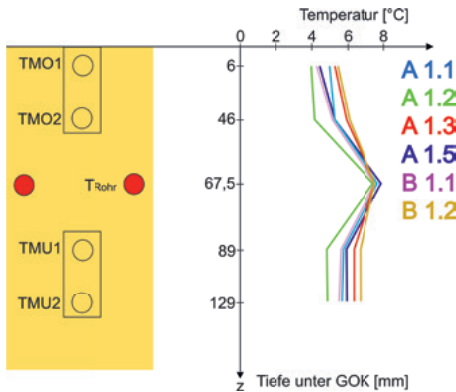 Temperatur [°C]
0 2 4 6 8
TMO1
6
A 1.1
A 1.2
TMO2
46
A 1.3
A 1.5
TRohr
67,5
B 1.1
B 1.2
TMU1
89
TMU2
129
z
Tiefe unter GOK [mm]